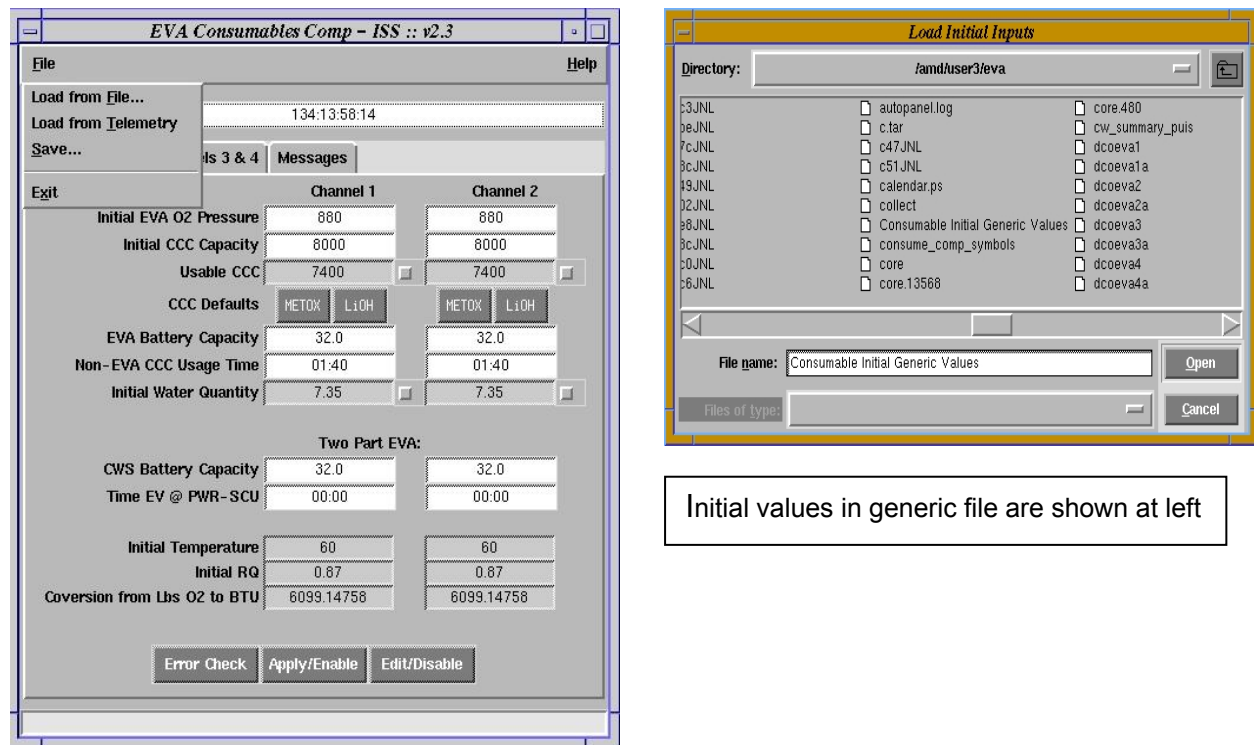 EVA Consumables Comp – ISS :: v2.3
File Help
Load from File...
Load from Telemetry
Save...
Exit
134:13:58:14
ls 3 & 4 Messages
Channel 1 Channel 2
Initial EVA O2 Pressure 880 880
Initial CCC Capacity 8000 8000
Usable CCC 7400 7400
CCC Defaults METOX LiOH METOX LiOH
EVA Battery Capacity 32.0 32.0
Non-EVA CCC Usage Time 01:40 01:40
Initial Water Quantity 7.35 7.35
Two Part EVA:
CWS Battery Capacity 32.0 32.0
Time EV @ PWR-SCU 00:00 00:00
Initial Temperature 60 60
Initial RQ 0.87 0.87
Coversion from Lbs O2 to BTU 6099.14758 6099.14758
Error Check Apply/Enable Edit/Disable
Load Initial Inputs
Directory: /amd/user3/eva
c3JNL autopanel.log core.480
beJNL c.tar cw_summary_puis
7cJNL c47JNL dcoeva1
3cJNL c51JNL dcoeva1a
49JNL calendar.ps dcoeva2
02JNL collect dcoeva2a
e8JNL Consumable Initial Generic Values dcoeva3
3cJNL consume_comp_symbols dcoeva3a
c0JNL core dcoeva4
c6JNL core.13568 dcoeva4a
File name: Consumable Initial Generic Values Open
Files of type: Cancel
Initial values in generic file are shown at left